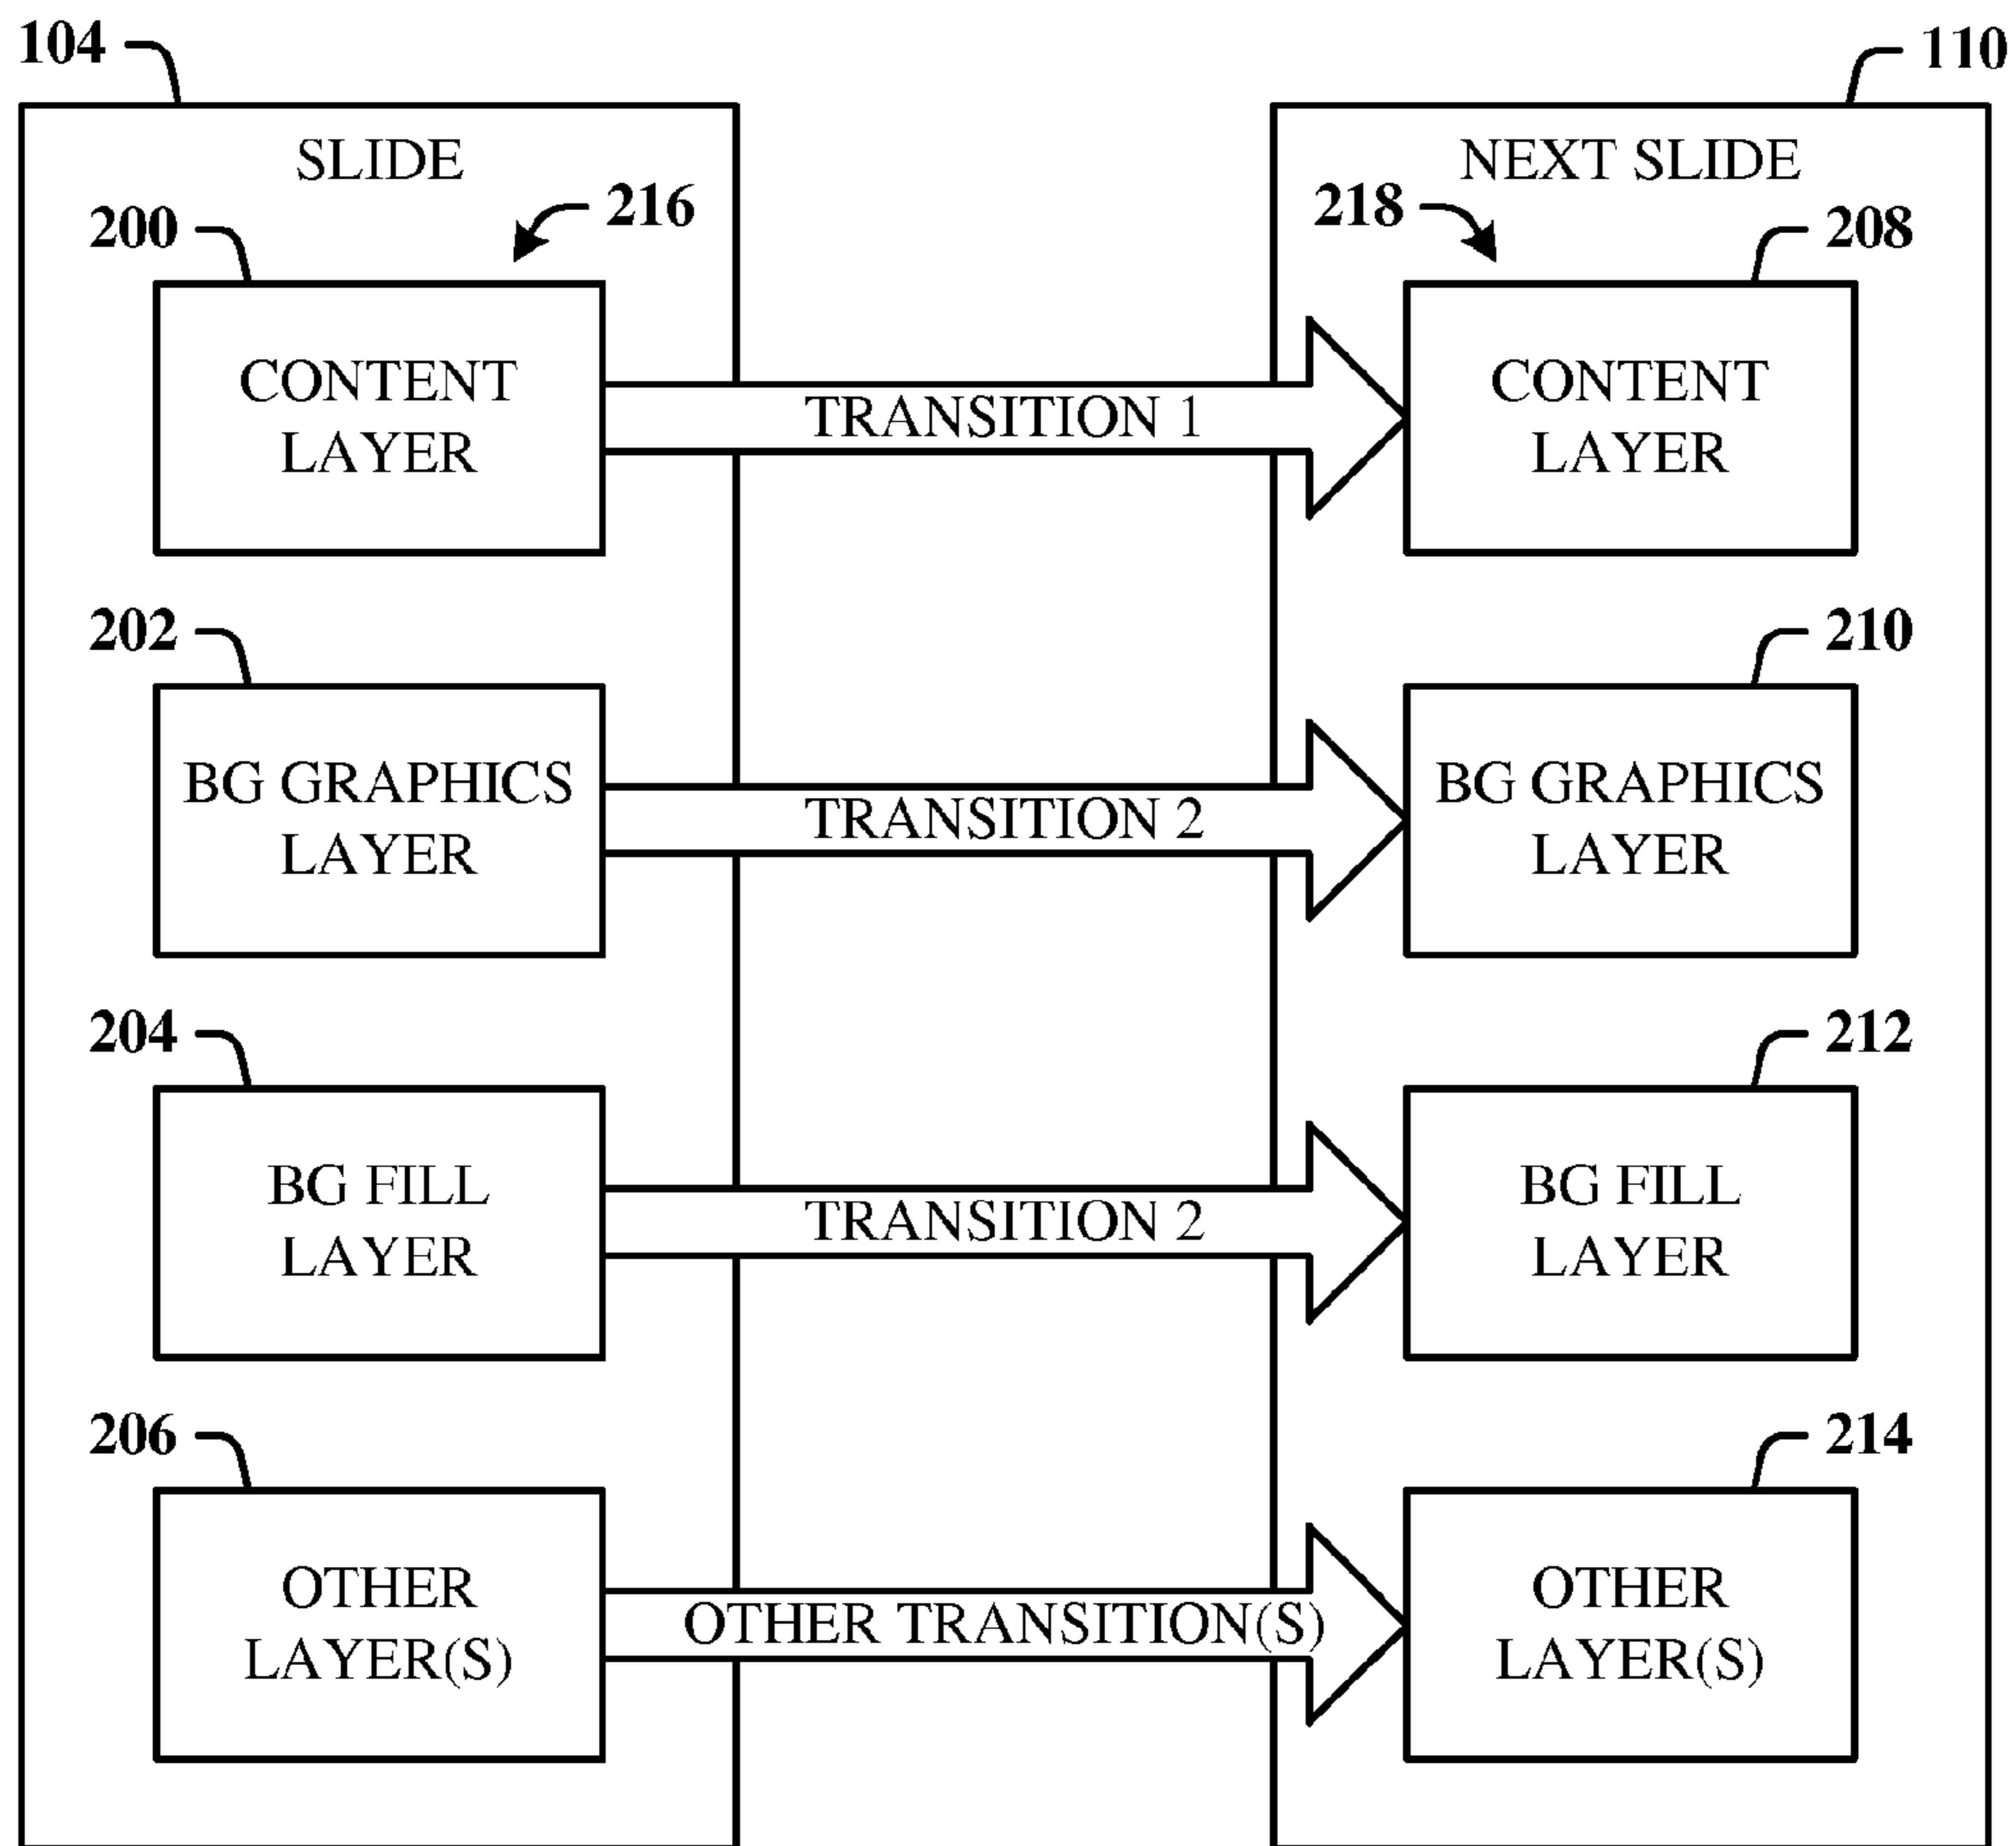 104
110
SLIDE
NEXT SLIDE
200
216
218
208
CONTENT
LAYER
TRANSITION 1
CONTENT
LAYER
202
210
BG GRAPHICS
LAYER
TRANSITION 2
BG GRAPHICS
LAYER
204
212
BG FILL
LAYER
TRANSITION 2
BG FILL
LAYER
206
214
OTHER
LAYER(S)
OTHER TRANSITION(S)
OTHER
LAYER(S)